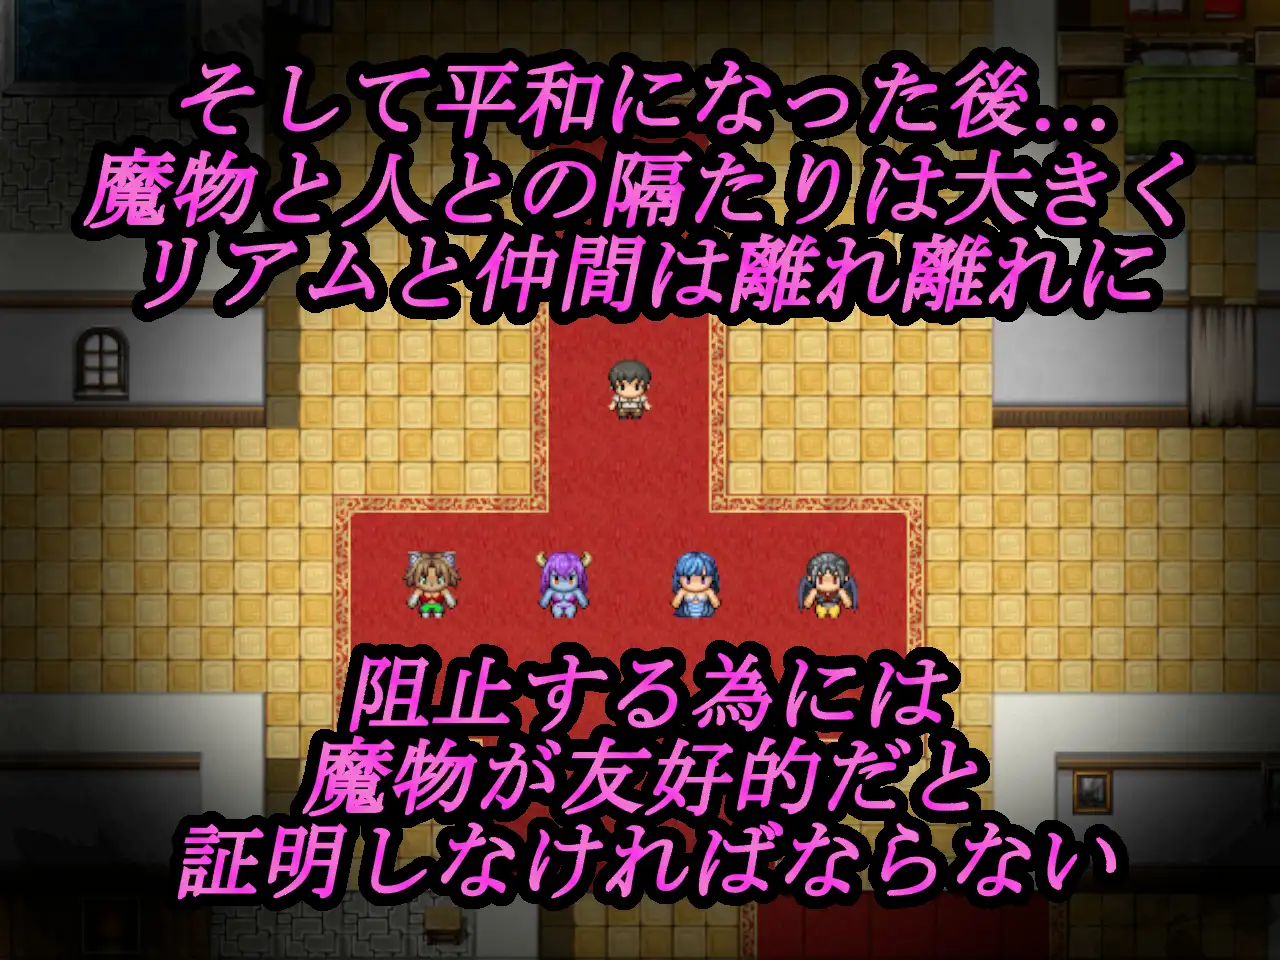 そして平和になった後...
魔物と人との隔たりは大きく
リアムと仲間は離れ離れに
阻止する為には
魔物が友好的だと
証明しなければならない